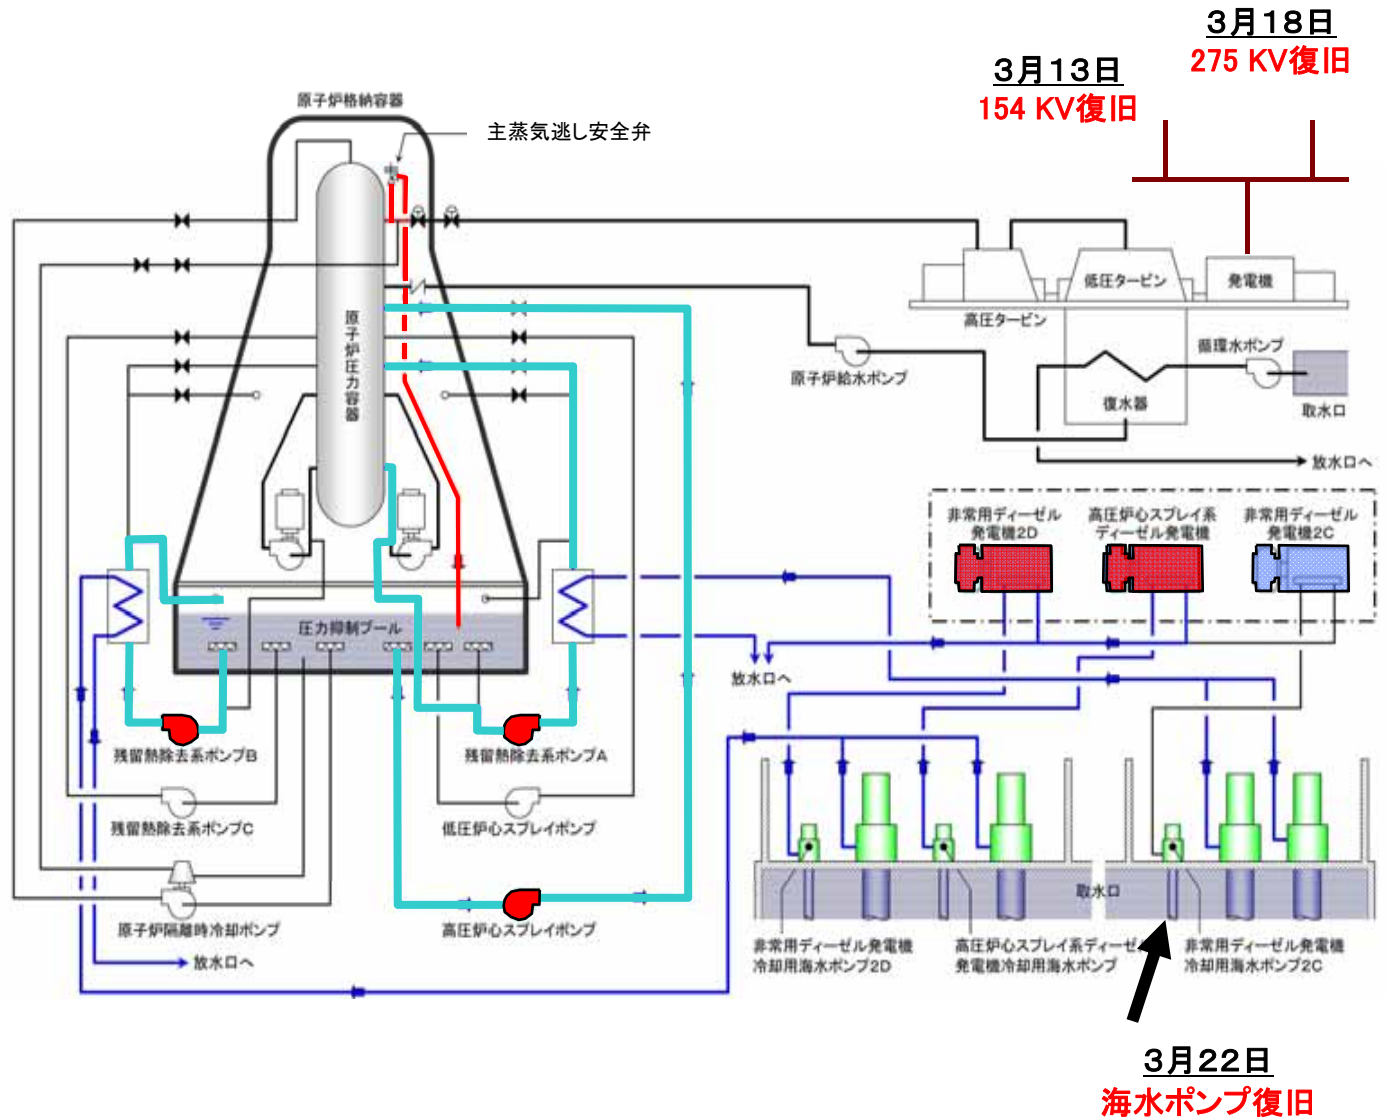 3月18日
275 KV復旧
3月13日
154 KV復旧
原子炉格納容器
主蒸気逃し安全弁
低圧タービン
発電機
高圧タービン
循環水ポンプ
原子炉給水ポンプ
復水器
取水口
原子炉圧力容器
放水口へ
非常用ディーゼル
発電機2D
高圧炉心スプレイ系
ディーゼル発電機
非常用ディーゼル
発電機2C
圧力抑制プール
放水口へ
残留熱除去系ポンプB
残留熱除去系ポンプA
残留熱除去系ポンプC
低圧炉心スプレイポンプ
取水口
原子炉隔離時冷却ポンプ
高圧炉心スプレイポンプ
放水口へ
非常用ディーゼル発電機
冷却用海水ポンプ2D
高圧炉心スプレイ系ディーゼル
発電機冷却用海水ポンプ
非常用ディーゼル発電機
冷却用海水ポンプ2C
3月22日
海水ポンプ復旧